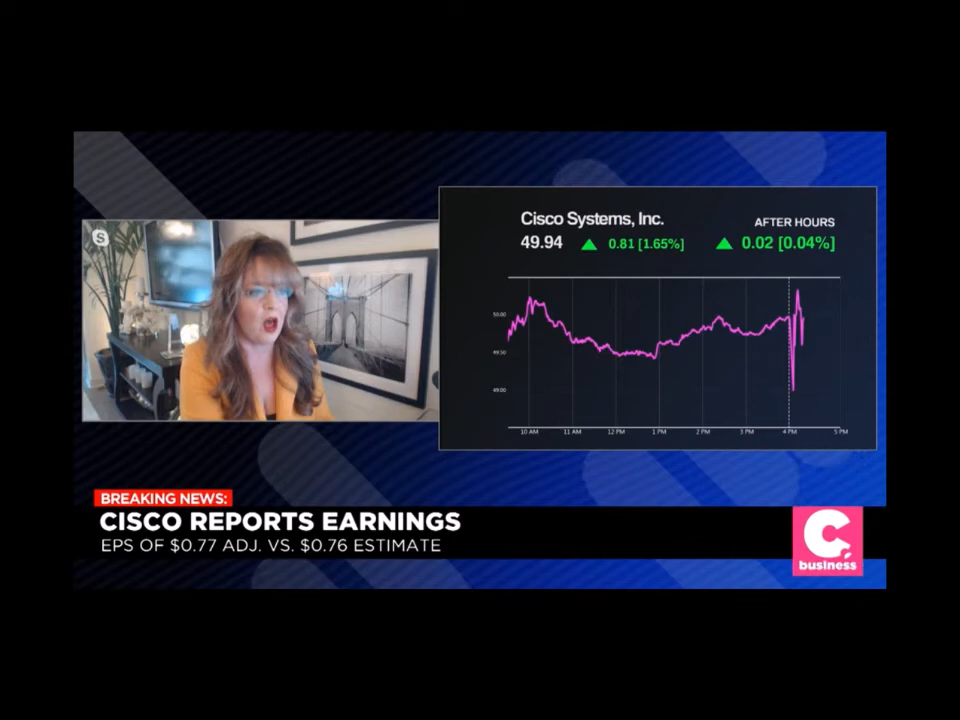 Cisco Systems, Inc.
AFTER HOURS
49.94 0.81 [1.65%] 0.02 [0.04%]
50.00
49.50
49.00
10 AM 11 AM 12 PM 1 PM 2 PM 3 PM 4 PM 5 PM
S
BREAKING NEWS:
CISCO REPORTS EARNINGS
EPS OF $0.77 ADJ. VS. $0.76 ESTIMATE
C
business